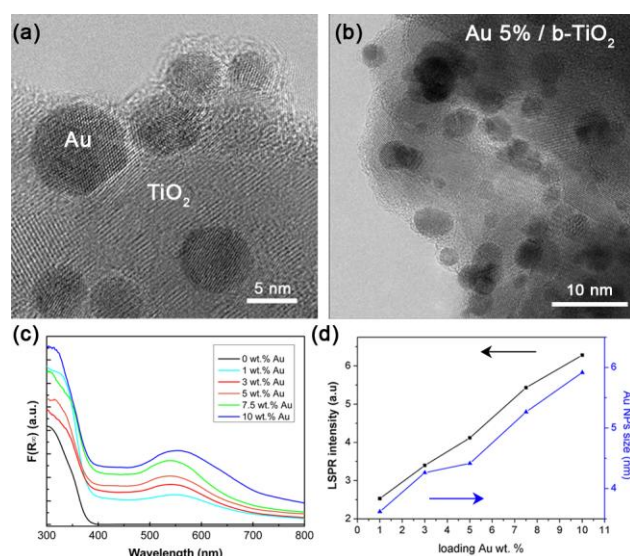 (a)
Au
TiO2
5 nm
(b)
Au 5% / b-TiO2
10 nm
(c)
F(R∞) (a.u.)
0 wt.% Au
1 wt.% Au
3 wt.% Au
5 wt.% Au
7.5 wt.% Au
10 wt.% Au
300 400 500 600 700 800
Wavelength (nm)
(d)
LSPR intensity (a.u)
6
5
4
3
2
Au NPs size (nm)
6
5
4
0 1 2 3 4 5 6 7 8 9 10 11
loading Au wt. %